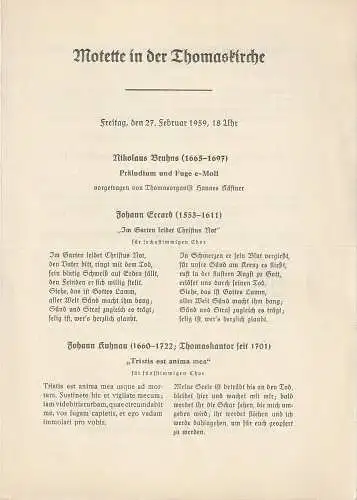 Motette in der Thomaskirche
Freitag, den 27. Februar 1959, 18 Uhr
Nikolaus Bruhns (1665-1697)
Präludium und Fuge e-Moll
vorgetragen von Thomasorganist Hannes Kästner
Johann Eccard (1553-1611)
„Im Garten leidet Christus Not"
für sechsstimmigen Chor
Im Garten leidet Christus Not,
den Vater bitt, ringt mit dem Tod,
sein blutig Schweiß auf Erden fällt,
den Feinden er sich willig stellt.
Siehe, das ist Gottes Lamm,
aller Welt Sünd macht ihm bang;
Sünd und Straf zugleich er trägt;
selig ist, wer's herzlich glaubt.
In Schmerzen er sein Blut vergießt,
für unsre Sünd am Kreuz es fließt,
ruft in der tiefsten Angst zu Gott,
erlöset uns durch seinen Tod.
Siehe, das ist Gottes Lamm,
aller Welt Sünd macht ihm bang;
Sünd und Straf zugleich er trägt;
selig ist, wer's herzlich glaubt.
Johann Kuhnau (1660-1722; Thomaskantor seit 1701)
„Tristis est anima mea"
für fünfstimmigen Chor
Tristis est anima mea usque ad mor-
tem. Sustinete hic et vigilate mecum;
iam videbitis turbam, quae circumdabit
me, vos fugam capietis, et ego vadam
immolari pro vobis.
Meine Seele ist betrübt bis an den Tod,
bleibet hier und wachet mit mir; bald
werdet ihr die Schar sehen, die mich um-
geben wird; ihr werdet fliehen und ich
werde dahingehen, um für euch geopfert
zu werden.